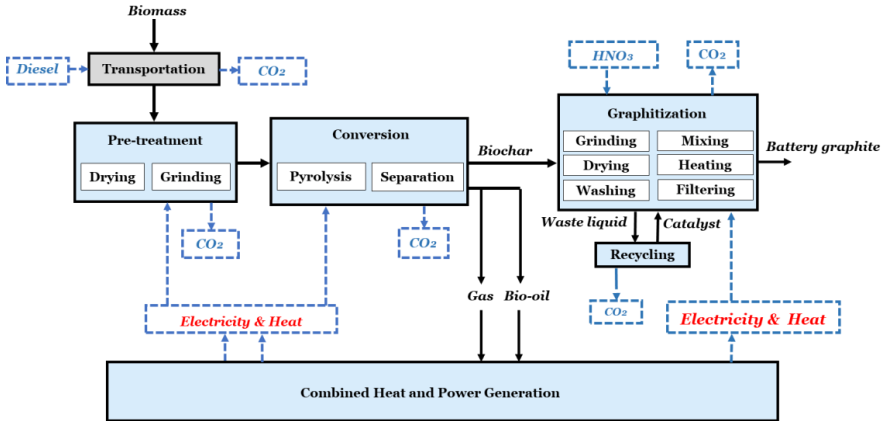 Biomass
Diesel
Transportation
CO2
HNO3
CO2
Graphitization
Pre-treatment
Conversion
Grinding
Mixing
Biochar
Battery graphite
Drying
Grinding
Pyrolysis
Separation
Drying
Heating
Washing
Filtering
Waste liquid
Catalyst
CO2
CO2
Recycling
Gas
Bio-oil
CO2
Electricity & Heat
Electricity & Heat
Combined Heat and Power Generation